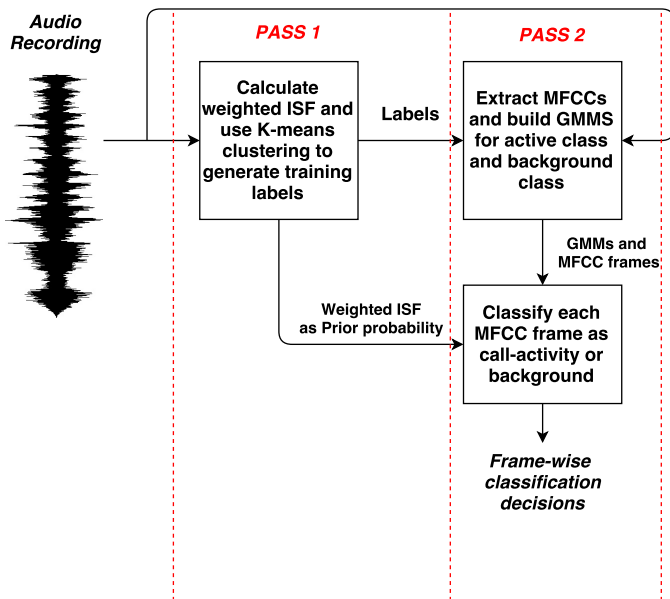 Audio
Recording
PASS 1
PASS 2
Calculate
weighted ISF and
use K-means
clustering to
generate training
labels
Labels
Extract MFCCs
and build GMMS
for active class
and background
class
GMMs and
MFCC frames
Weighted ISF
as Prior probability
Classify each
MFCC frame as
call-activity or
background
Frame-wise
classification
decisions